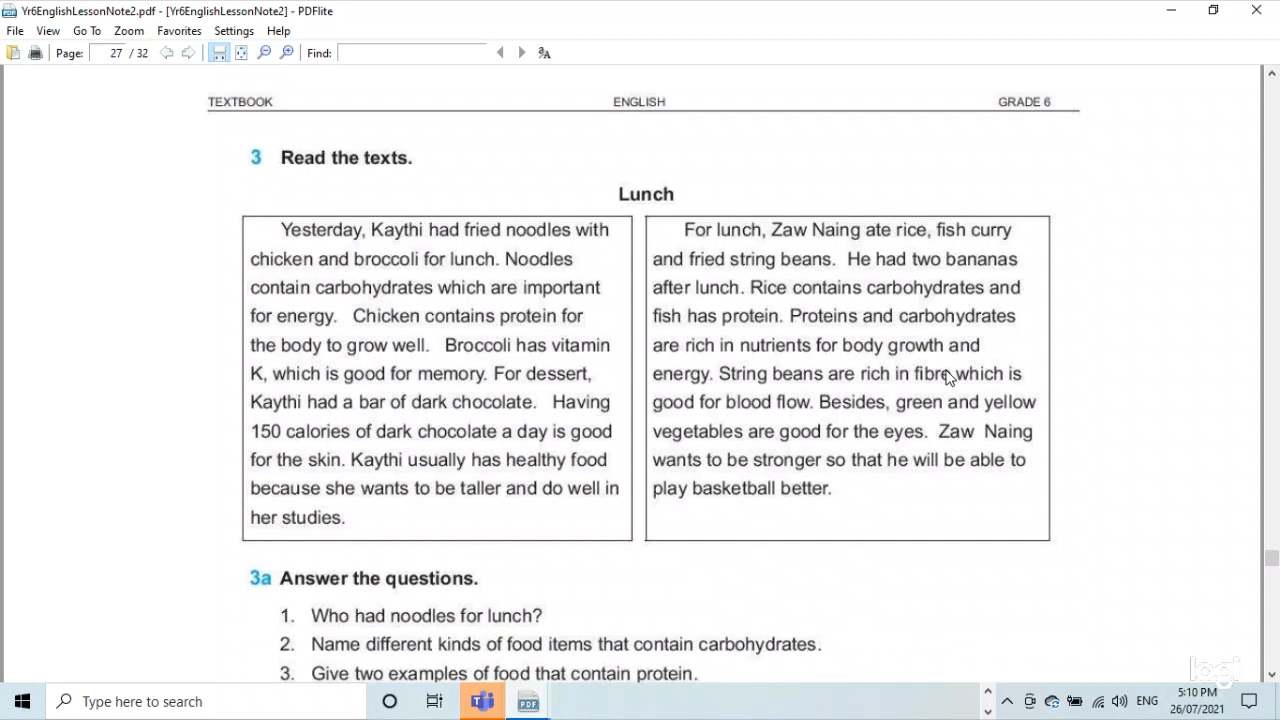 Yr6EnglishLessonNote2.pdf - [Yr6EnglishLessonNote2] - PDFlite
File View Go To Zoom Favorites Settings Help
Page: 27 / 32 Find:
TEXTBOOK ENGLISH GRADE 6
3 Read the texts.
Lunch
Yesterday, Kaythi had fried noodles with
chicken and broccoli for lunch. Noodles
contain carbohydrates which are important
for energy. Chicken contains protein for
the body to grow well. Broccoli has vitamin
K, which is good for memory. For dessert,
Kaythi had a bar of dark chocolate. Having
150 calories of dark chocolate a day is good
for the skin. Kaythi usually has healthy food
because she wants to be taller and do well in
her studies.
For lunch, Zaw Naing ate rice, fish curry
and fried string beans. He had two bananas
after lunch. Rice contains carbohydrates and
fish has protein. Proteins and carbohydrates
are rich in nutrients for body growth and
energy. String beans are rich in fibre which is
good for blood flow. Besides, green and yellow
vegetables are good for the eyes. Zaw Naing
wants to be stronger so that he will be able to
play basketball better.
3a Answer the questions.
1. Who had noodles for lunch?
2. Name different kinds of food items that contain carbohydrates.
3. Give two examples of food that contain protein.
logi
Type here to search
ENG
5:10 PM
26/07/2021